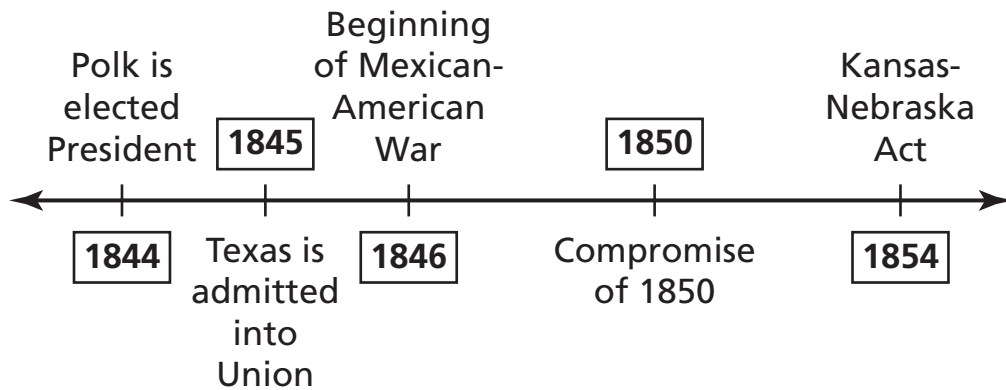 Polk is
elected
President
1844
1845
Texas is
admitted
into
Union
Beginning
of Mexican-
American
War
1846
1850
Compromise
of 1850
Kansas-
Nebraska
Act
1854